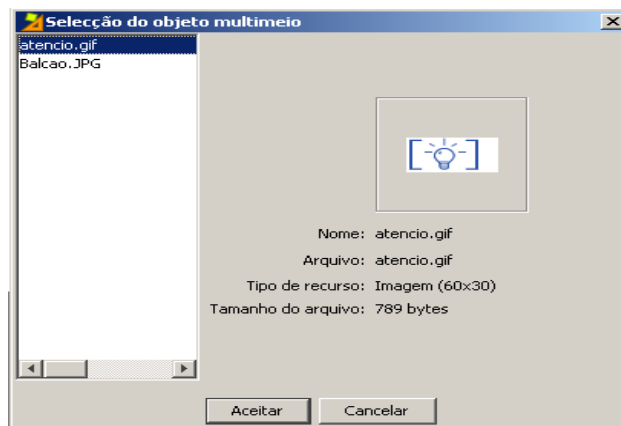 Selecção do objeto multimeio
atencio.gif
Balcao.JPG
Nome: atencio.gif
Arquivo: atencio.gif
Tipo de recurso: Imagem (60x30)
Tamanho do arquivo: 789 bytes
Aceitar Cancelar